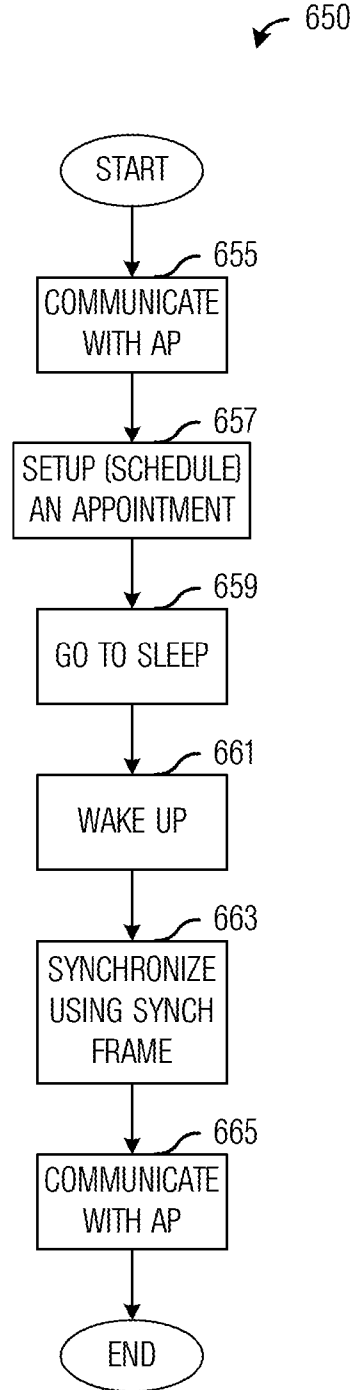 650
START
655
COMMUNICATE
WITH AP
657
SETUP (SCHEDULE)
AN APPOINTMENT
659
GO TO SLEEP
661
WAKE UP
663
SYNCHRONIZE
USING SYNCH
FRAME
665
COMMUNICATE
WITH AP
END